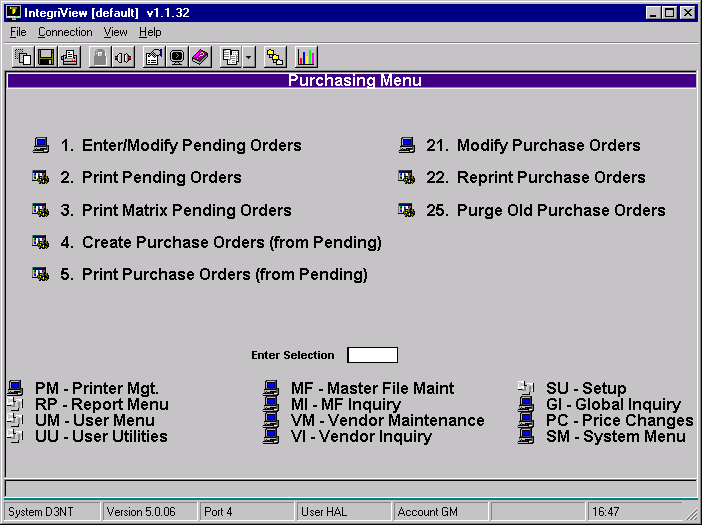 IntegriView [default] v1.1.32
File Connection View Help
Purchasing Menu
1. Enter/Modify Pending Orders
2. Print Pending Orders
3. Print Matrix Pending Orders
4. Create Purchase Orders (from Pending)
5. Print Purchase Orders (from Pending)
21. Modify Purchase Orders
22. Reprint Purchase Orders
25. Purge Old Purchase Orders
Enter Selection
PM - Printer Mgt.
RP - Report Menu
UM - User Menu
UU - User Utilities
MF - Master File Maint
MI - MF Inquiry
VM - Vendor Maintenance
VI - Vendor Inquiry
SU - Setup
GI - Global Inquiry
PC - Price Changes
SM - System Menu
System D3NT Version 5.0.06 Port 4 User HAL Account GM 16:47